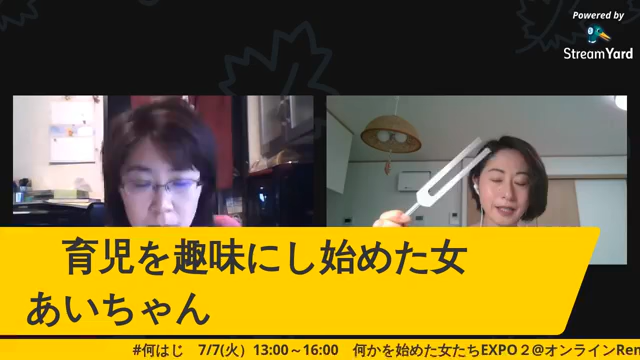 Powered by
StreamYard
育児を趣味にし始めた女
あいちゃん
#何はじ 7/7(火) 13:00～16:00 何かを始めた女たちEXPO２@オンラインRen